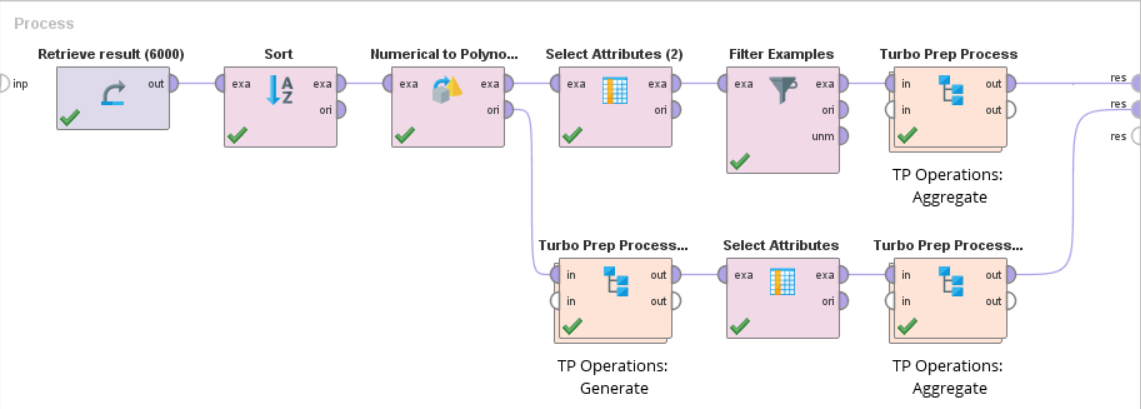 Process
Retrieve result (6000)
Sort
Numerical to Polyno...
Select Attributes (2)
Filter Examples
Turbo Prep Process
inp
out
exa
exa
ori
exa
exa
ori
exa
exa
ori
exa
exa
ori
unm
in
out
in
out
res
res
res
A
Z
TP Operations:
Aggregate
Turbo Prep Process...
Select Attributes
Turbo Prep Process...
in
out
in
out
exa
exa
ori
in
out
in
out
TP Operations:
Generate
TP Operations:
Aggregate